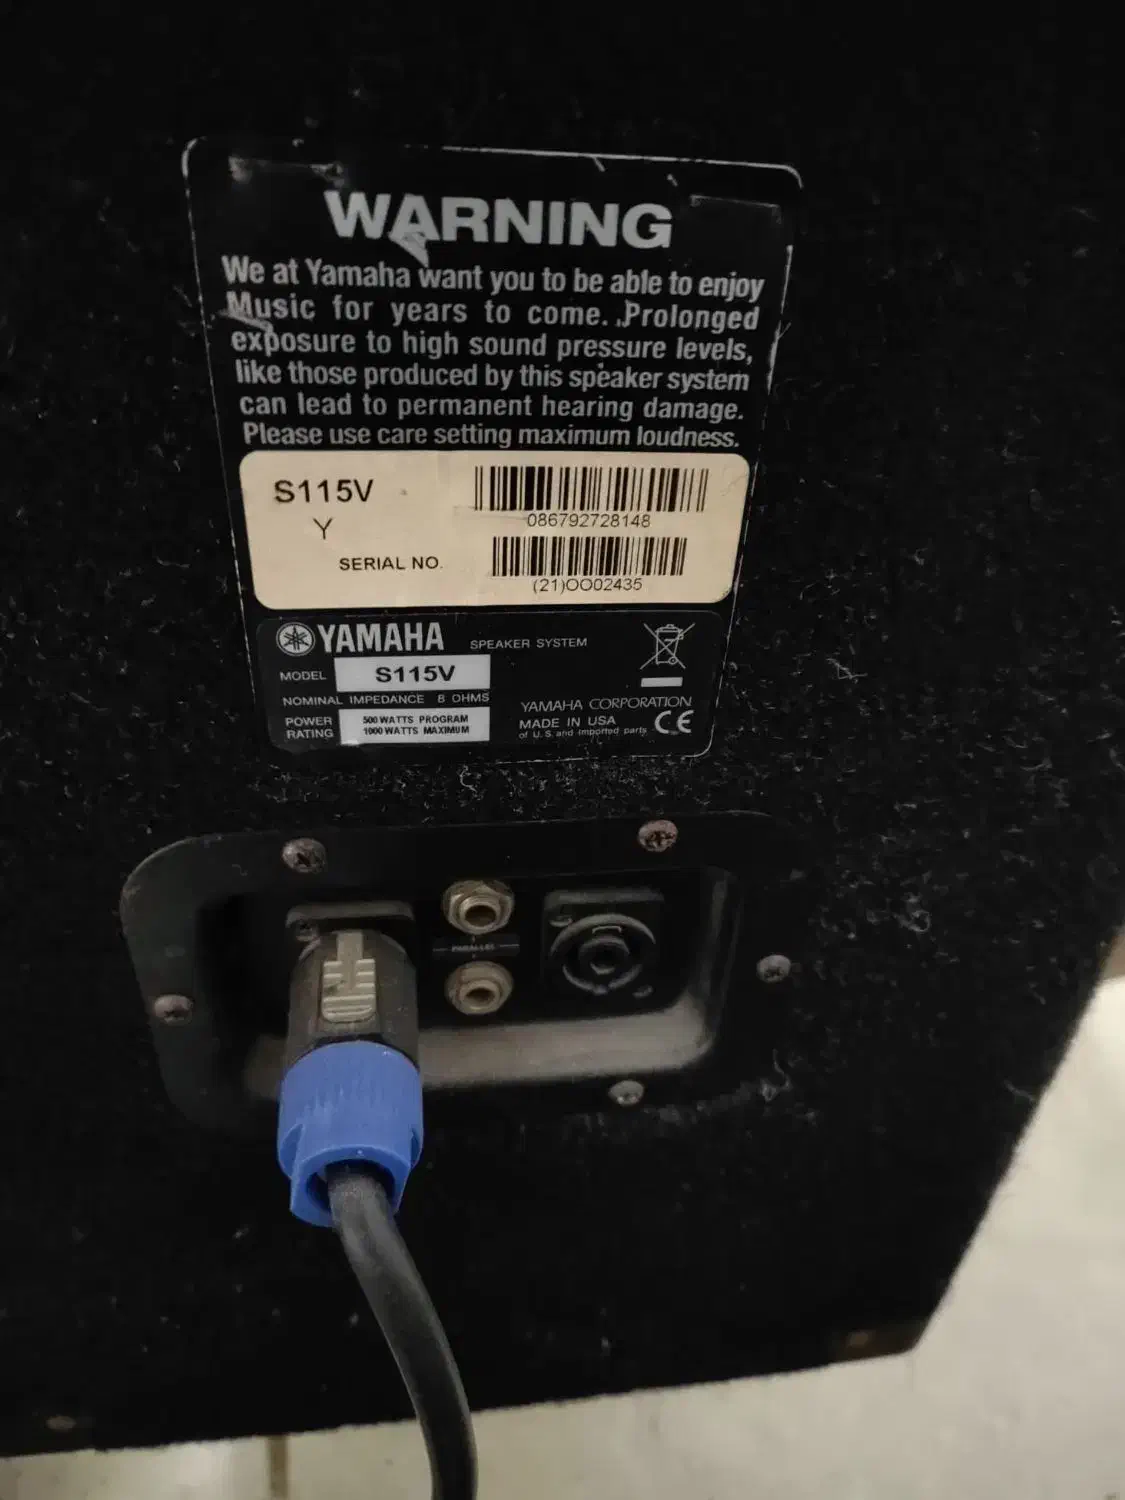 WARNING
We at Yamaha want you to be able to enjoy
Music for years to come. Prolonged
exposure to high sound pressure levels,
like those produced by this speaker system
can lead to permanent hearing damage.
Please use care setting maximum loudness.
S115V
086792728148
Y
SERIAL NO.
(21)OO02435
YAMAHA SPEAKER SYSTEM
MODEL S115V
NOMINAL IMPEDANCE 8 OHMS
YAMAHA CORPORATION
POWER RATING 500 WATTS PROGRAM
1000 WATTS MAXIMUM
MADE IN USA
of U.S. and imported parts
CE
PARALLEL